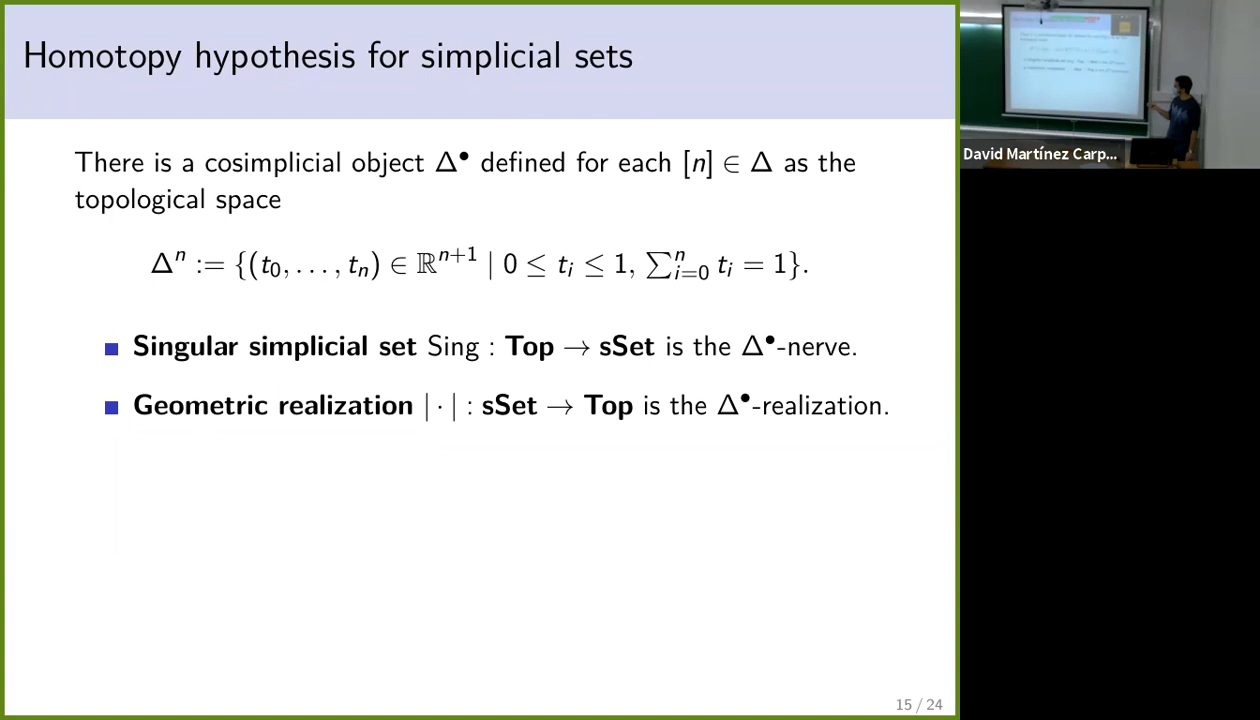 Homotopy hypothesis for simplicial sets
There is a cosimplicial object Δ• defined for each [n] ∈ Δ as the
topological space
Δⁿ := {(t₀, …, tₙ) ∈ ℝⁿ⁺¹ | 0 ≤ tᵢ ≤ 1, ∑ⁿᵢ₌₀ tᵢ = 1}.
Singular simplicial set Sing : Top → sSet is the Δ•-nerve.
Geometric realization | · | : sSet → Top is the Δ•-realization.
15 / 24
David Martínez Carp...